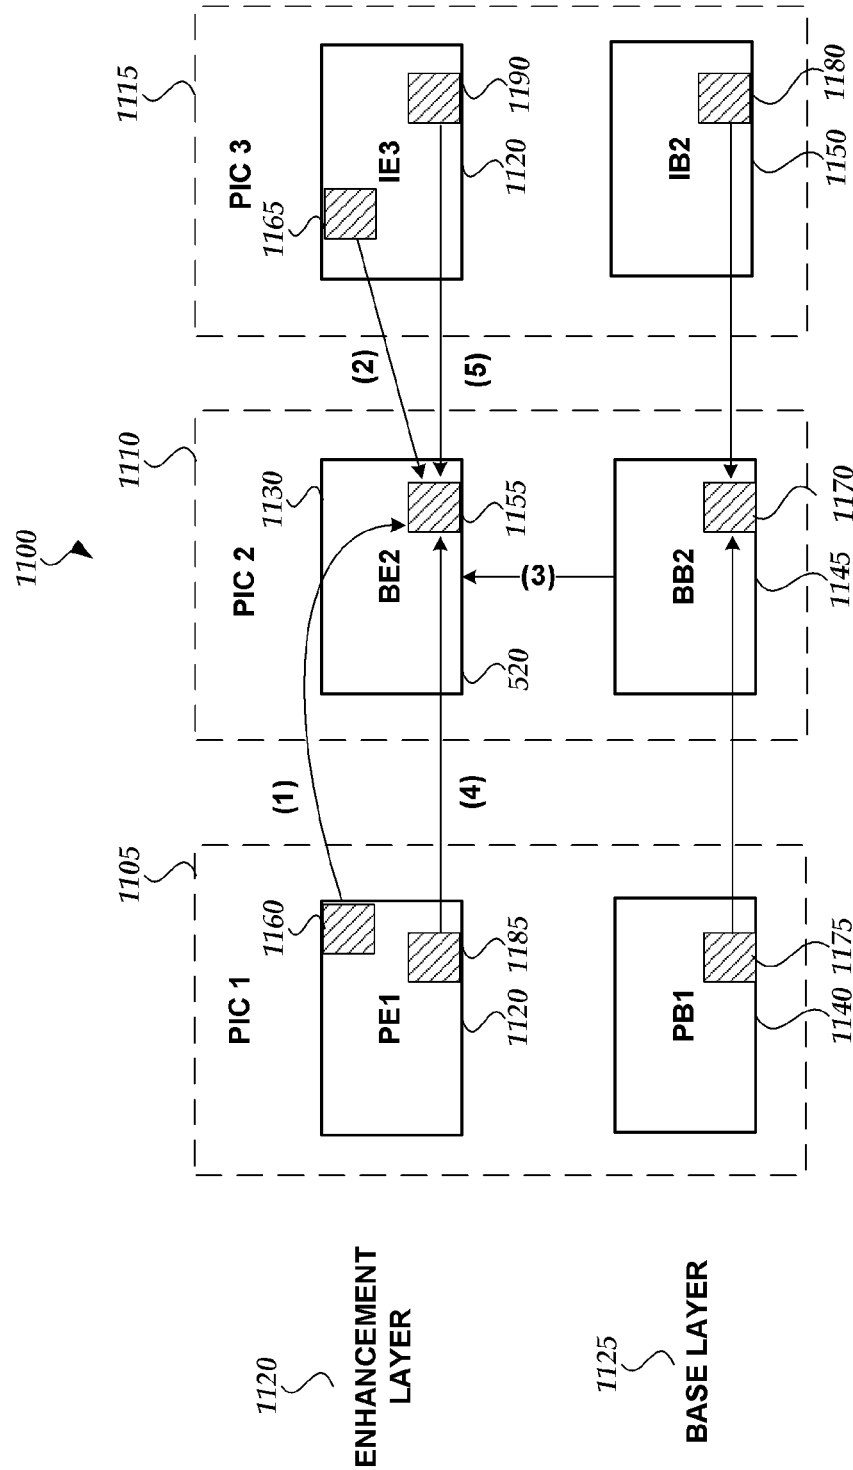 1100
1105
1110
1115
PIC 1
PIC 2
PIC 3
1120
ENHANCEMENT
LAYER
1160
PE1
1185
1120
(1)
(4)
1130
BE2
1155
520
(2)
(5)
1165
IE3
1190
1120
(3)
1125
BASE LAYER
PB1
1175
1140
BB2
1170
1145
IB2
1180
1150